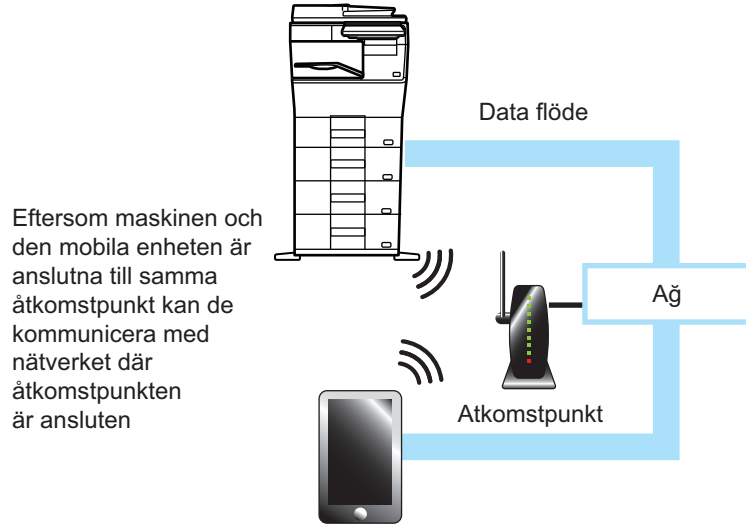 Data flöde
Eftersom maskinen och
den mobila enheten är
anslutna till samma
åtkomstpunkt kan de
kommunicera med
nätverket där
åtkomstpunkten
är ansluten
Ağ
Atkomstpunkt